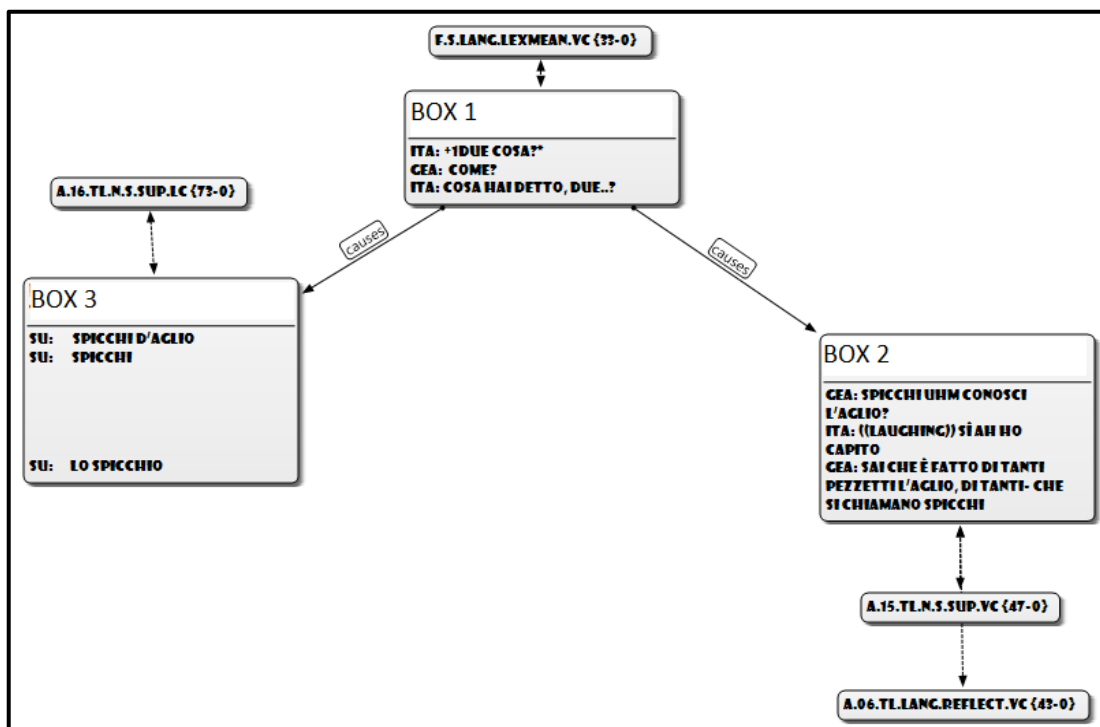 F.S.LANG.LEXMEAN.VC {33-0}
BOX 1
ITA: +1DUE COSA?*
GEA: COME?
ITA: COSA HAI DETTO, DUE..?
A.16.TL.N.S.SUP.LC {73-0}
causes
causes
BOX 3
SU: SPICCHI D'AGLIO
SU: SPICCHI
SU: LO SPICCHIO
BOX 2
GEA: SPICCHI UHM CONOSCI
L'AGLIO?
ITA: ((LAUGHING)) SÌ AH HO
CAPITO
GEA: SAI CHE È FATTO DI TANTI
PEZZETTI L'AGLIO, DI TANTI- CHE
SI CHIAMANO SPICCHI
A.15.TL.N.S.SUP.VC {47-0}
A.06.TL.LANG.REFLECT.VC {43-0}